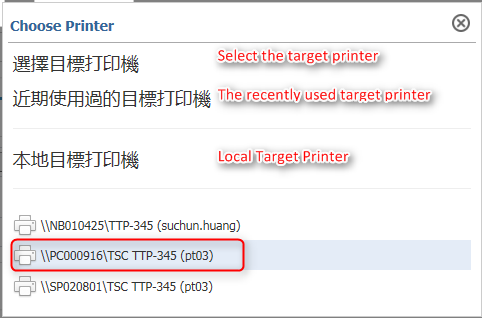 Choose Printer
選擇目標打印機 Select the target printer
近期使用過的目標打印機 The recently used target printer
本地目標打印機 Local Target Printer
\\NB010425\TTP-345 (suchun.huang)
\\PC000916\TSC TTP-345 (pt03)
\\SP020801\TSC TTP-345 (pt03)